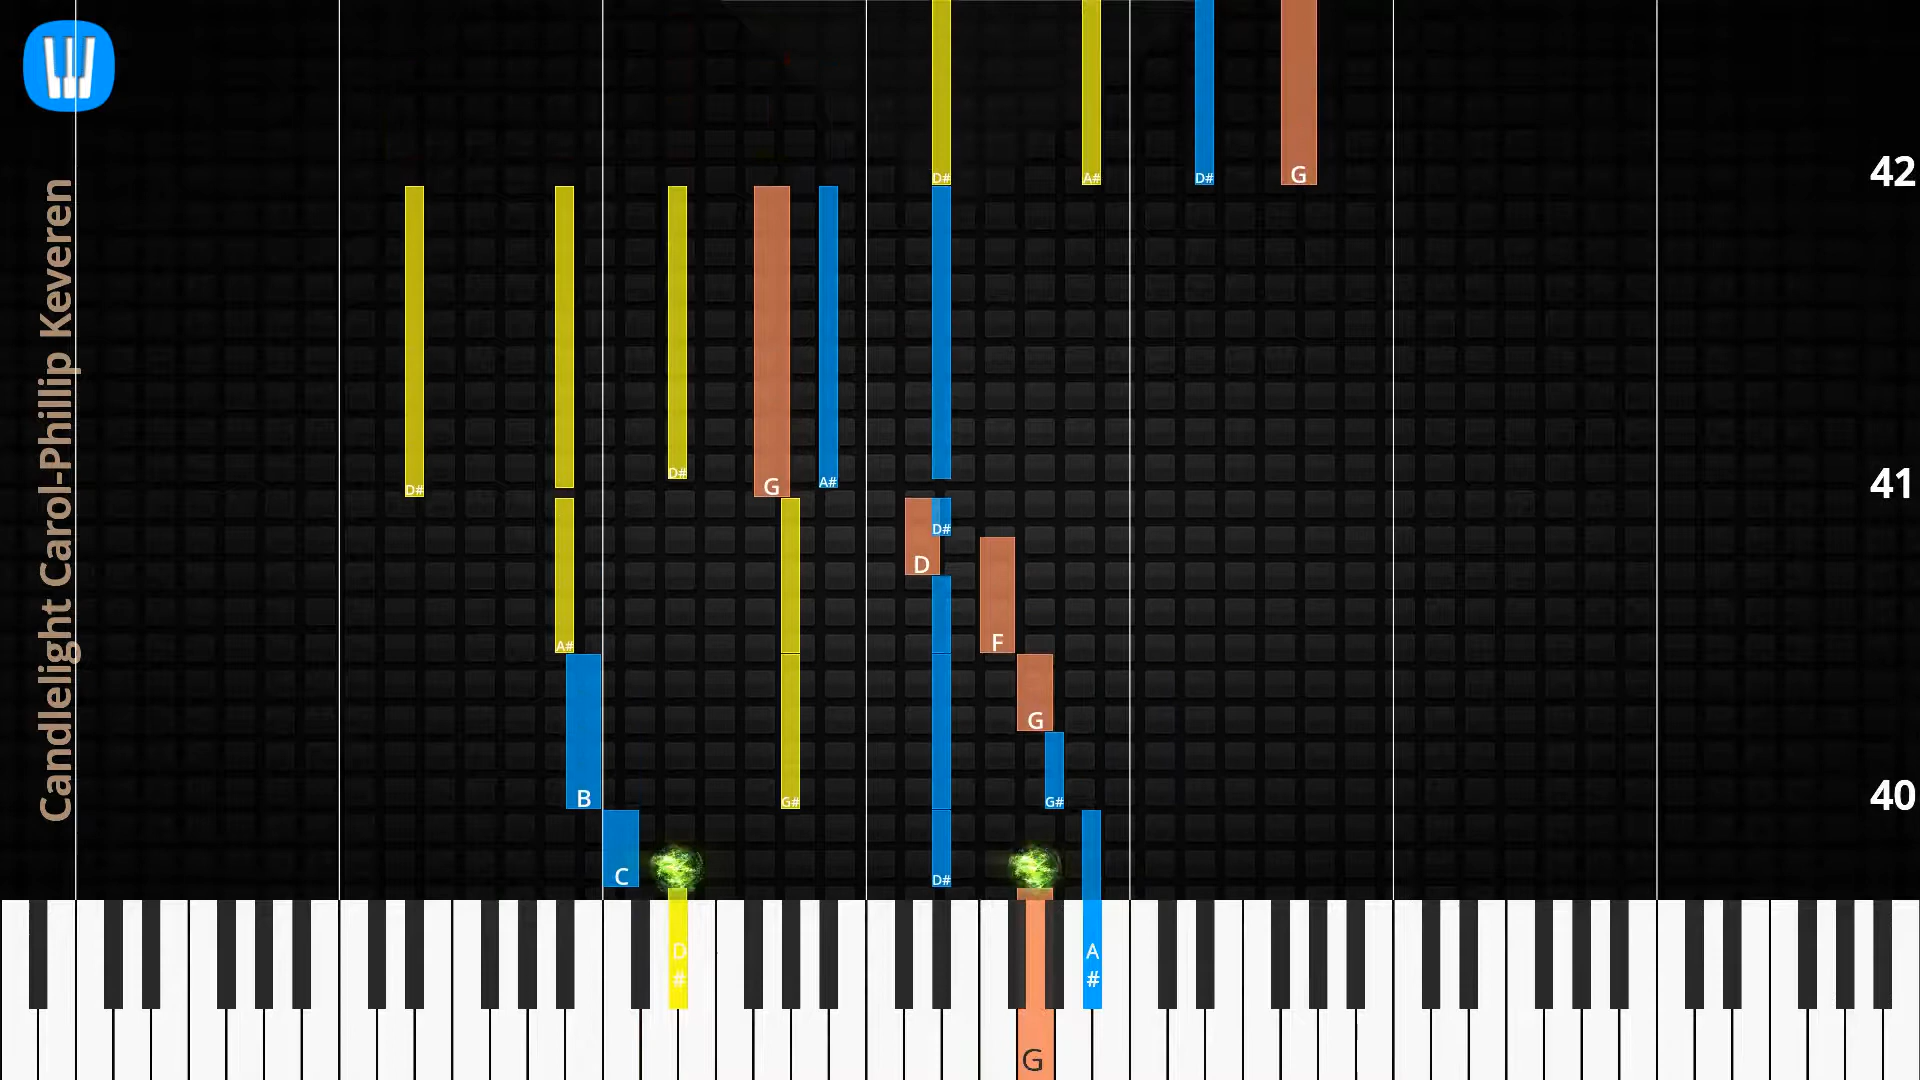 Candlelight Carol-Phillip Keveren
D# A# D# G
42
D#
D# G A#
41
D#
D
A# F
G
B G# G#
40
C D#
D
#
A
#
G